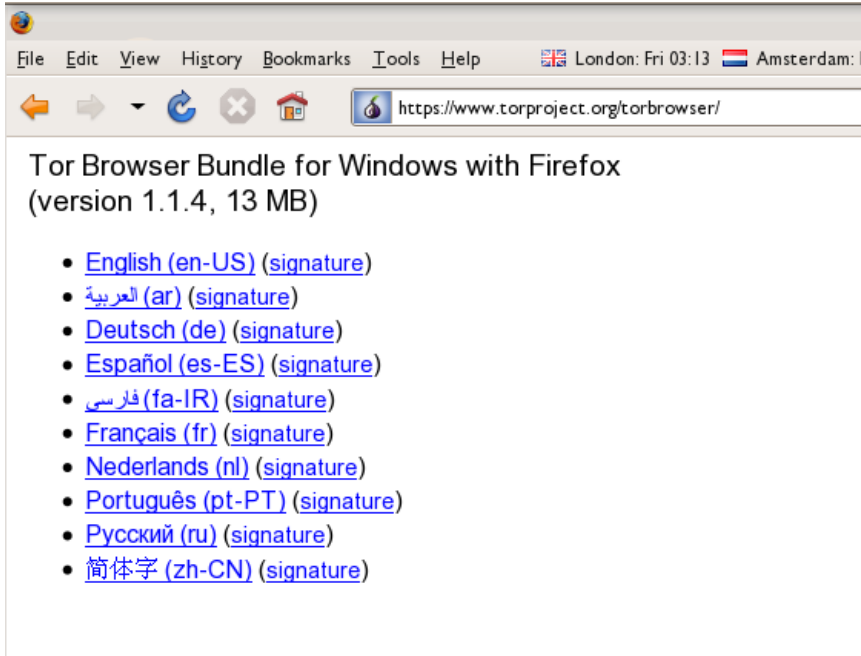 File Edit View History Bookmarks Tools Help London: Fri 03:13 Amsterdam:
https://www.torproject.org/torbrowser/
Tor Browser Bundle for Windows with Firefox
(version 1.1.4, 13 MB)
English (en-US) (signature)
العربية (ar) (signature)
Deutsch (de) (signature)
Español (es-ES) (signature)
فارسی (fa-IR) (signature)
Français (fr) (signature)
Nederlands (nl) (signature)
Português (pt-PT) (signature)
Русский (ru) (signature)
简体字 (zh-CN) (signature)